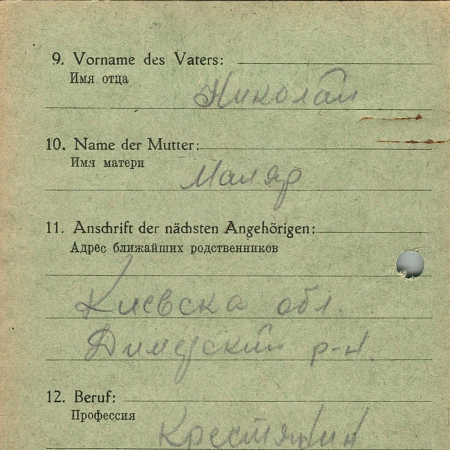 9. Vorname des Vaters:
Имя отца
Николай
10. Name der Mutter:
Имя матери
Маляр
11. Anschrift der nächsten Angehörigen:
Адрес ближайших родственников
Киевска обл.
Димерский р-н.
12. Beruf:
Профессия
Крестянин